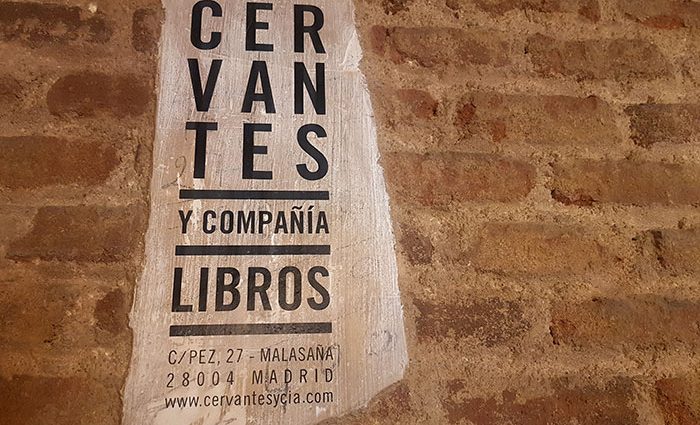 CER
VAN
TES
Y COMPAÑÍA
LIBROS
C/PEZ, 27 - MALASAÑA
28004 MADRID
www.cervantesycia.com